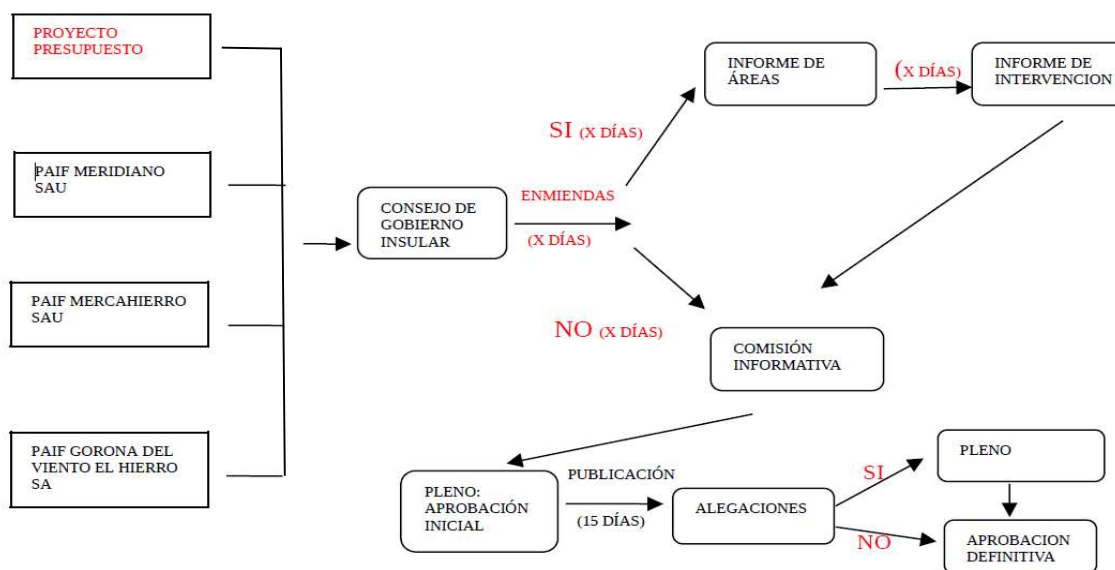 PROYECTO
PRESUPUESTO
PAIF MERIDIANO
SAU
PAIF MERCAHIERRO
SAU
PAIF GORONA DEL
VIENTO EL HIERRO
SA
CONSEJO DE
GOBIERNO
INSULAR
ENMIENDAS
(X DÍAS)
SI (X DÍAS)
NO (X DÍAS)
INFORME DE
ÁREAS
(X DÍAS)
INFORME DE
INTERVENCION
COMISIÓN
INFORMATIVA
PLENO:
APROBACIÓN
INICIAL
PUBLICACIÓN
(15 DÍAS)
ALEGACIONES
SI
NO
PLENO
APROBACION
DEFINITIVA